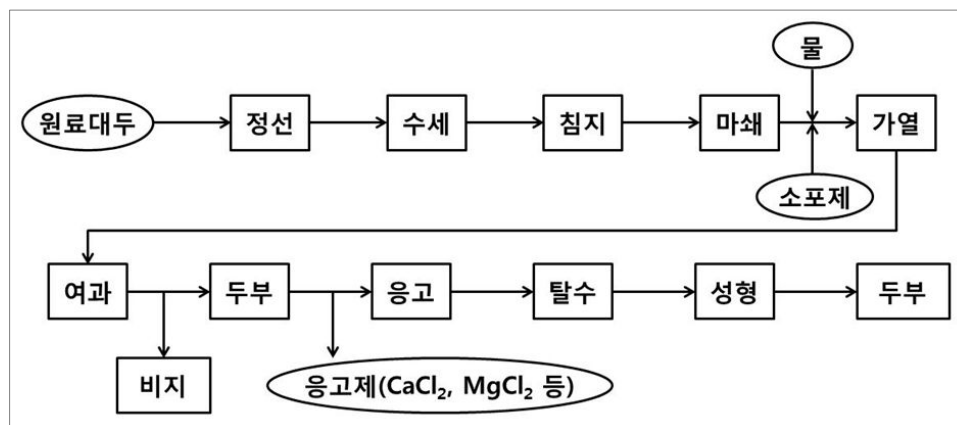 물
원료대두
정선
수세
침지
마쇄
가열
소포제
여과
두부
응고
탈수
성형
두부
비지
응고제(CaCl₂, MgCl₂ 등)